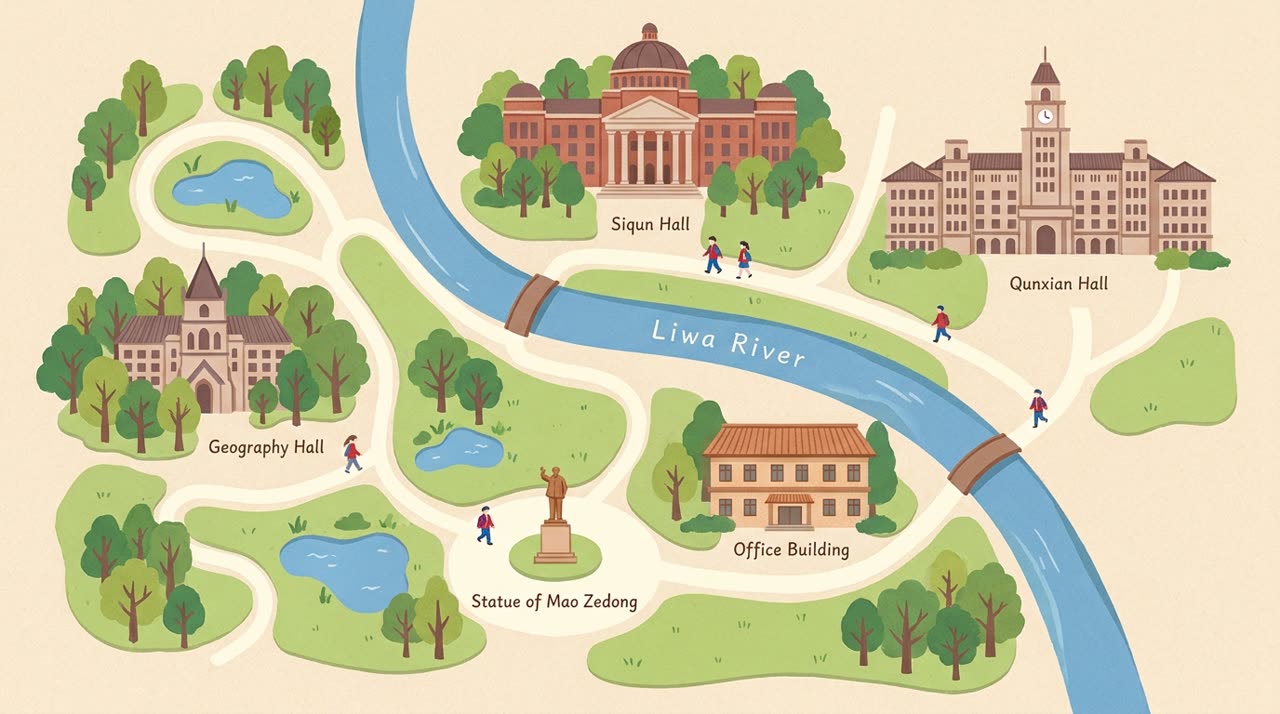 Siqun Hall
Qunxian Hall
Liwa River
Geography Hall
Office Building
Statue of Mao Zedong